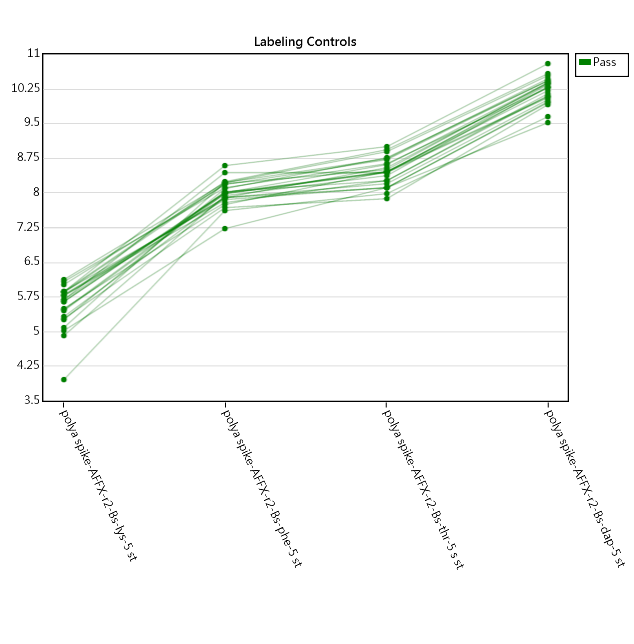 Labeling Controls
Pass
11
10.25
9.5
8.75
8
7.25
6.5
5.75
5
4.25
3.5
polya spike-AFFX-r2-Bs-lys-5 st
polya spike-AFFX-r2-Bs-phe-5 st
polya spike-AFFX-r2-Bs-thr-5 s st
polya spike-AFFX-r2-Bs-dap-5 st